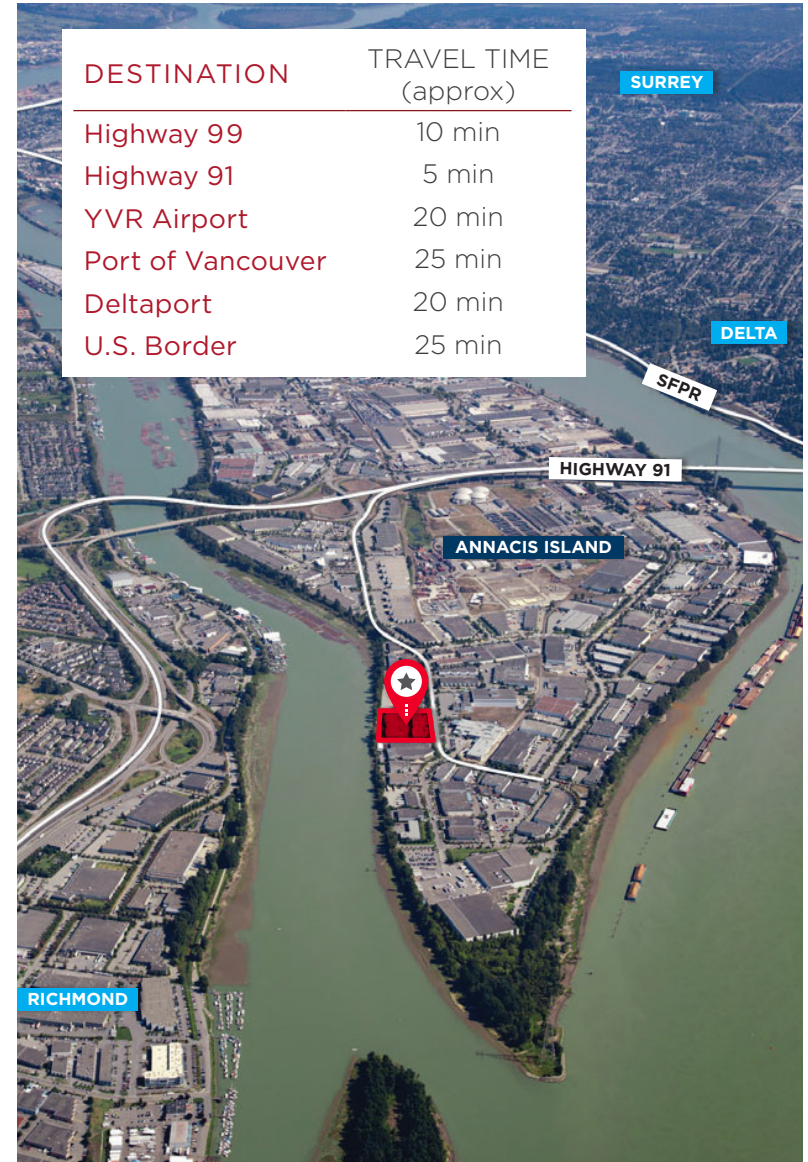 DESTINATION TRAVEL TIME
(approx)
Highway 99 10 min
Highway 91 5 min
YVR Airport 20 min
Port of Vancouver 25 min
Deltaport 20 min
U.S. Border 25 min
SURREY
DELTA
SFPR
HIGHWAY 91
ANNACIS ISLAND
RICHMOND